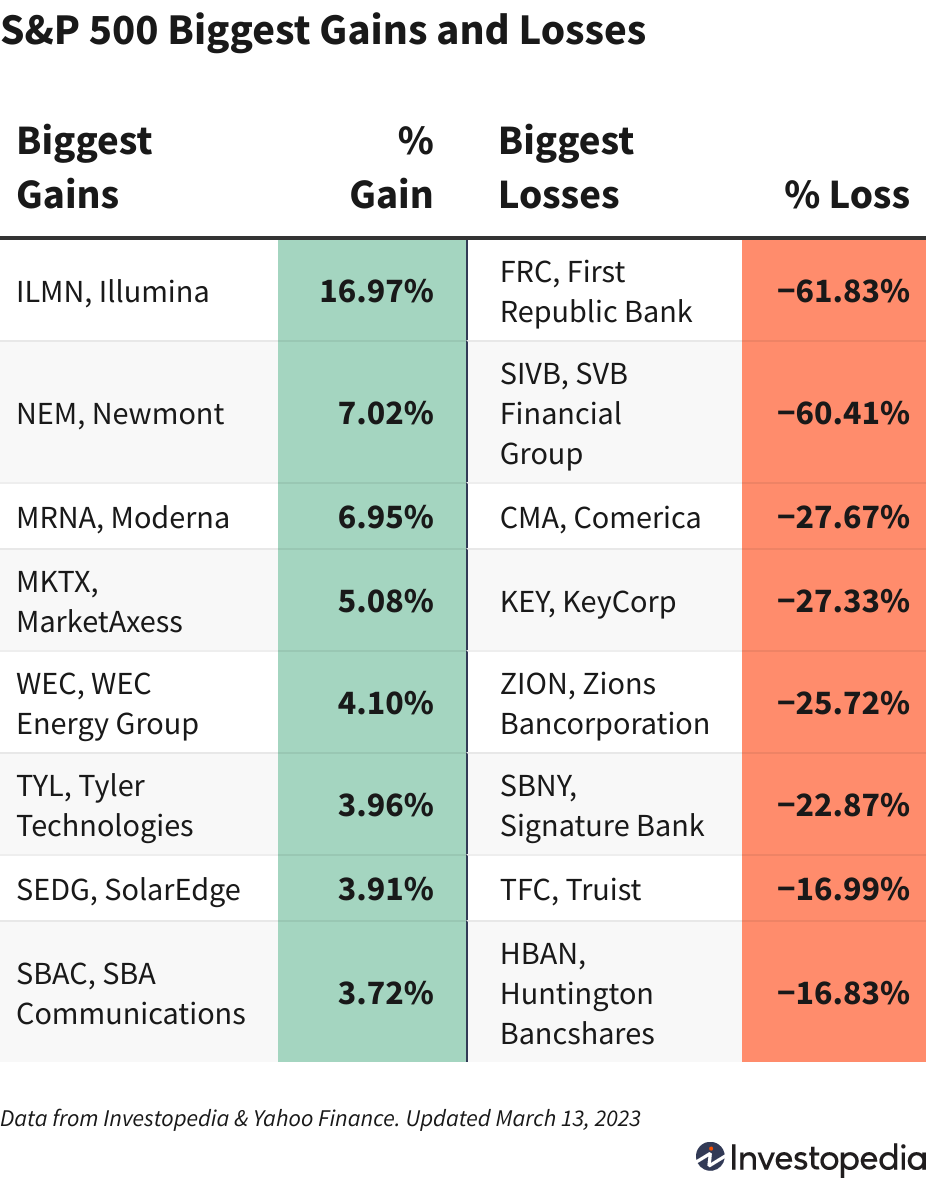 S&P 500 Biggest Gains and Losses
Biggest
Gains
%
Gain
Biggest
Losses
% Loss
ILMN, Illumina
16.97%
FRC, First
Republic Bank
−61.83%
NEM, Newmont
7.02%
SIVB, SVB
Financial
Group
−60.41%
MRNA, Moderna
6.95%
CMA, Comerica
−27.67%
MKTX,
MarketAxess
5.08%
KEY, KeyCorp
−27.33%
WEC, WEC
Energy Group
4.10%
ZION, Zions
Bancorporation
−25.72%
TYL, Tyler
Technologies
3.96%
SBNY,
Signature Bank
−22.87%
SEDG, SolarEdge
3.91%
TFC, Truist
−16.99%
SBAC, SBA
Communications
3.72%
HBAN,
Huntington
Bancshares
−16.83%
Data from Investopedia & Yahoo Finance. Updated March 13, 2023
Investopedia